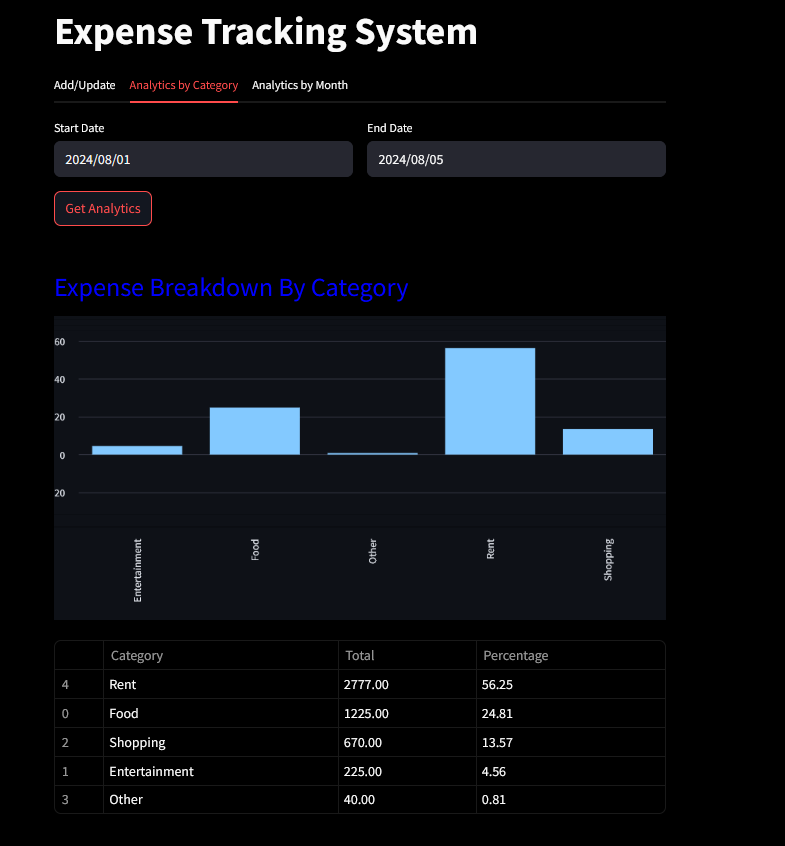 Expense Tracking System
Add/Update Analytics by Category Analytics by Month
Start Date End Date
2024/08/01 2024/08/05
Get Analytics
Expense Breakdown By Category
60
40
20
0
20
Entertainment Food Other Rent Shopping
Category Total Percentage
4 Rent 2777.00 56.25
0 Food 1225.00 24.81
2 Shopping 670.00 13.57
1 Entertainment 225.00 4.56
3 Other 40.00 0.81